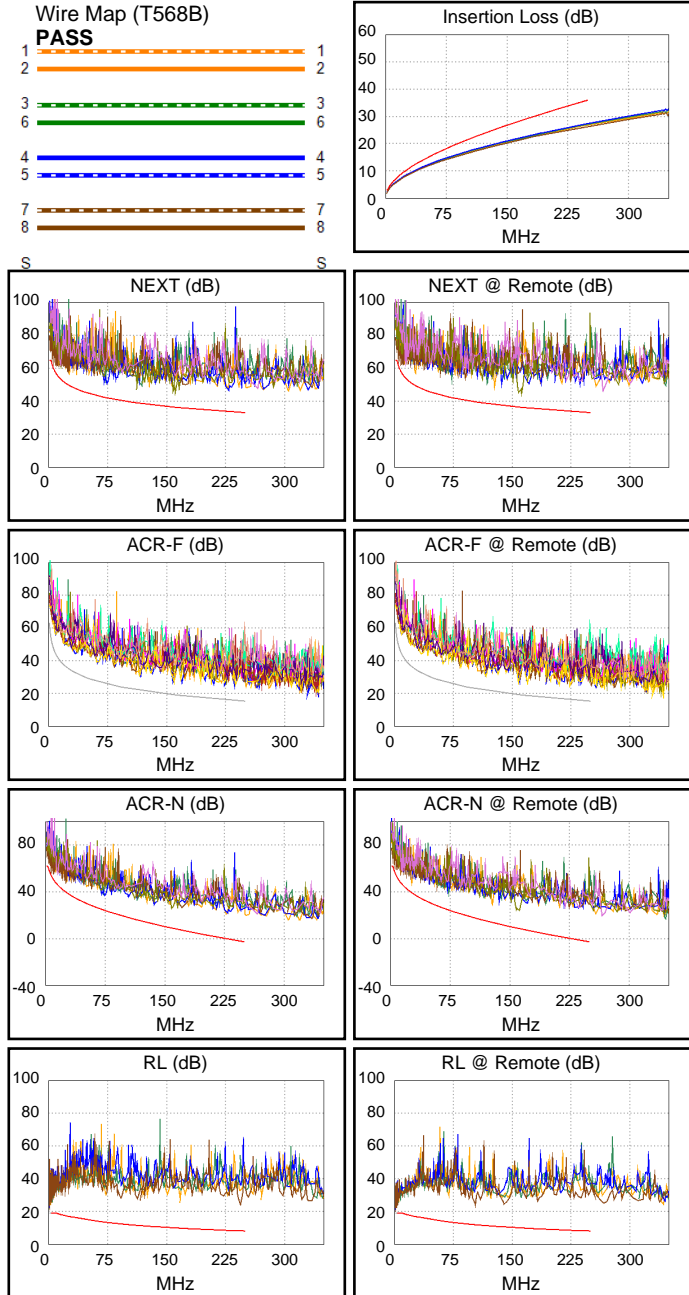 Wire Map (T568B)
PASS
1 1
2 2
3 3
6 6
4 4
5 5
7 7
8 8
S S
Insertion Loss (dB)
60
50
40
30
20
10
0
0 75 150 225 300
MHz
NEXT (dB)
100
80
60
40
20
0
0 75 150 225 300
MHz
NEXT @ Remote (dB)
100
80
60
40
20
0
0 75 150 225 300
MHz
ACR-F (dB)
100
80
60
40
20
0
0 75 150 225 300
MHz
ACR-F @ Remote (dB)
100
80
60
40
20
0
0 75 150 225 300
MHz
ACR-N (dB)
80
40
0
-40
0 75 150 225 300
MHz
ACR-N @ Remote (dB)
80
40
0
-40
0 75 150 225 300
MHz
RL (dB)
100
80
60
40
20
0
0 75 150 225 300
MHz
RL @ Remote (dB)
100
80
60
40
20
0
0 75 150 225 300
MHz